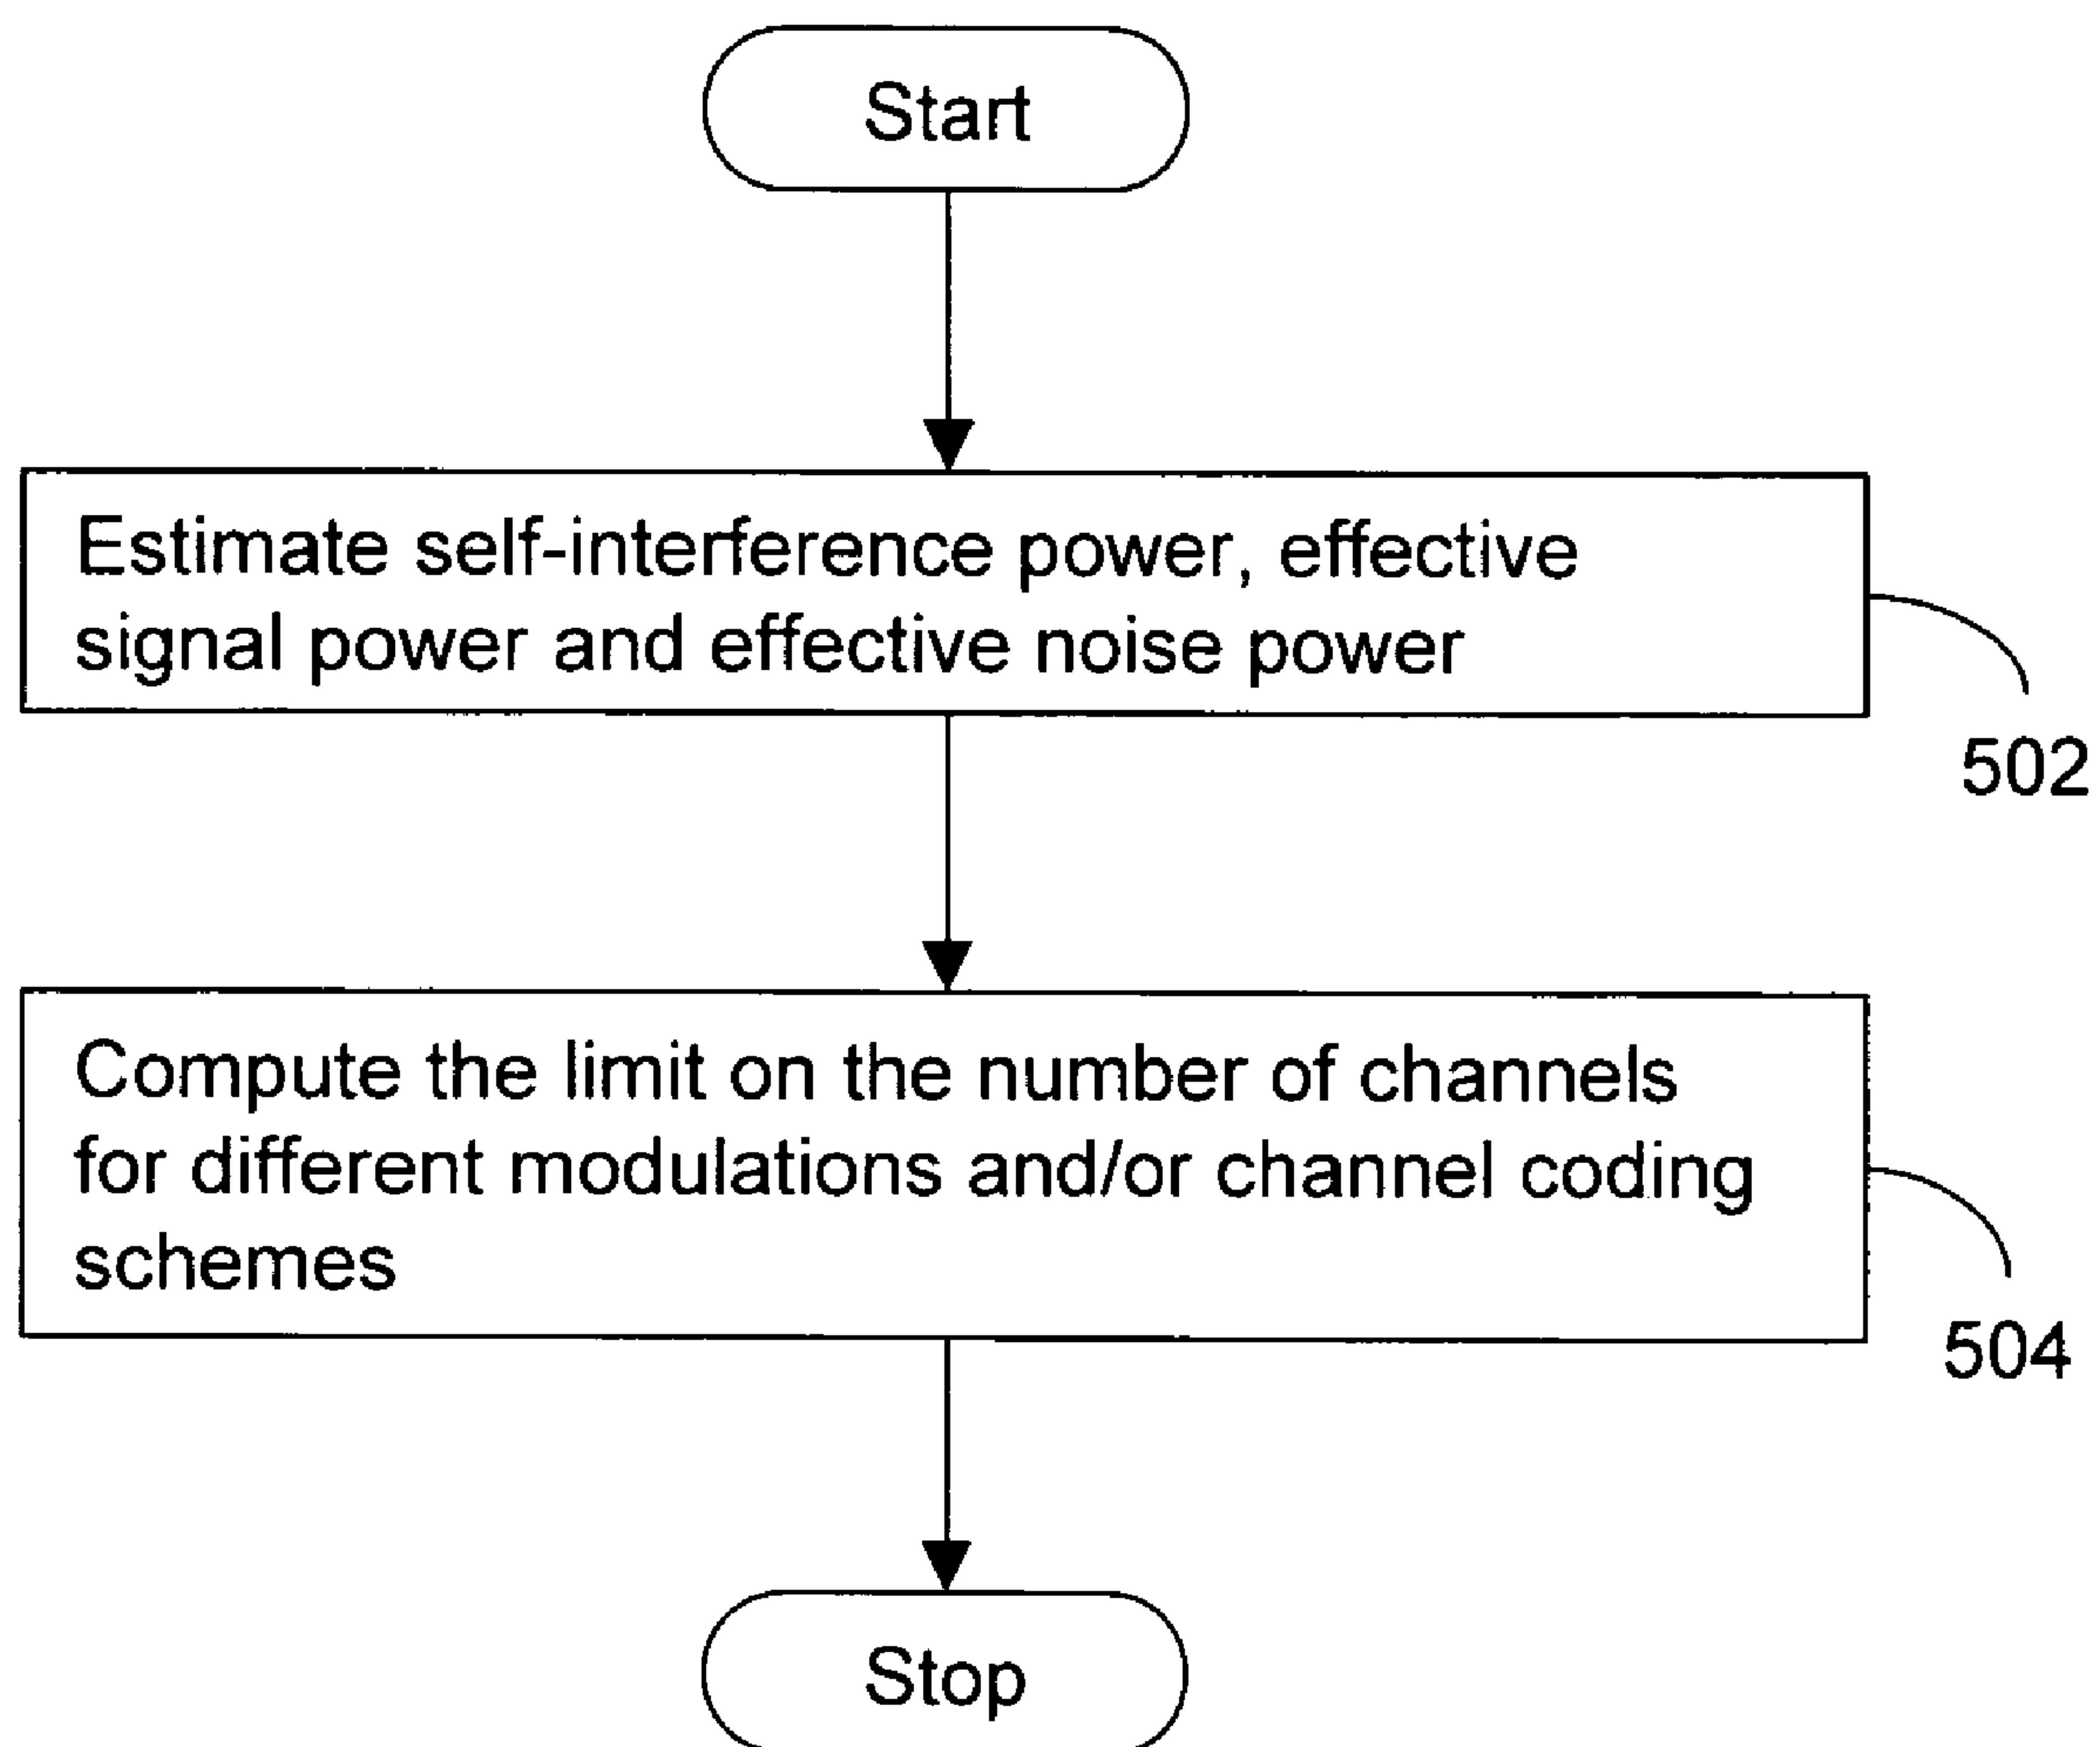 Start
Estimate self-interference power, effective
signal power and effective noise power
502
Compute the limit on the number of channels
for different modulations and/or channel coding
schemes
504
Stop